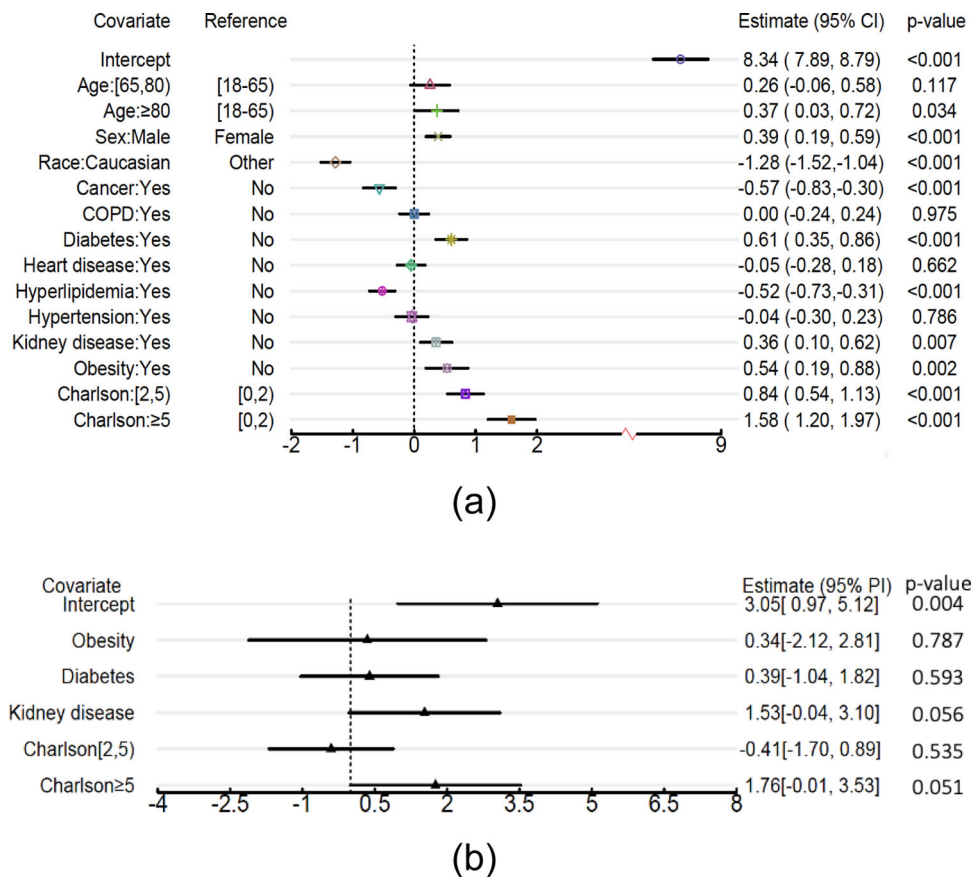 Covariate Reference Estimate (95% CI) p-value
Intercept 8.34 ( 7.89, 8.79) <0.001
Age:[65,80) [18-65) 0.26 (-0.06, 0.58) 0.117
Age:≥80 [18-65) 0.37 ( 0.03, 0.72) 0.034
Sex:Male Female 0.39 ( 0.19, 0.59) <0.001
Race:Caucasian Other -1.28 (-1.52, -1.04) <0.001
Cancer:Yes No -0.57 (-0.83,-0.30) <0.001
COPD:Yes No 0.00 (-0.24, 0.24) 0.975
Diabetes:Yes No 0.61 ( 0.35, 0.86) <0.001
Heart disease:Yes No -0.05 (-0.28, 0.18) 0.662
Hyperlipidemia:Yes No -0.52 (-0.73,-0.31) <0.001
Hypertension:Yes No -0.04 (-0.30, 0.23) 0.786
Kidney disease:Yes No 0.36 ( 0.10, 0.62) 0.007
Obesity:Yes No 0.54 ( 0.19, 0.88) 0.002
Charlson:[2,5) [0,2) 0.84 ( 0.54, 1.13) <0.001
Charlson:≥5 [0,2) 1.58 ( 1.20, 1.97) <0.001
-2 -1 0 1 2 9
(a)
Covariate Estimate (95% PI) p-value
Intercept 3.05[ 0.97, 5.12] 0.004
Obesity 0.34[-2.12, 2.81] 0.787
Diabetes 0.39[-1.04, 1.82] 0.593
Kidney disease 1.53[-0.04, 3.10] 0.056
Charlson[2,5) -0.41[-1.70, 0.89] 0.535
Charlson≥5 1.76[-0.01, 3.53] 0.051
-4 -2.5 -1 0.5 2 3.5 5 6.5 8
(b)